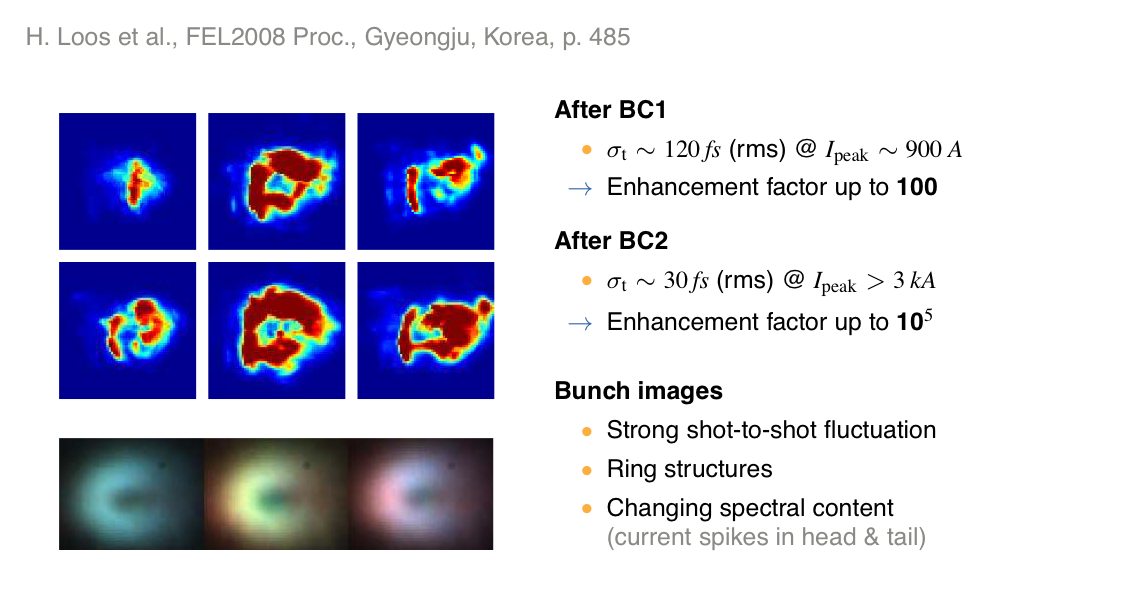 H. Loos et al., FEL2008 Proc., Gyeongju, Korea, p. 485
After BC1
• σt ∼ 120 fs (rms) @ Ipeak ∼ 900 A
→ Enhancement factor up to 100
After BC2
• σt ∼ 30 fs (rms) @ Ipeak > 3 kA
→ Enhancement factor up to 10⁵
Bunch images
• Strong shot-to-shot fluctuation
• Ring structures
• Changing spectral content
(current spikes in head & tail)